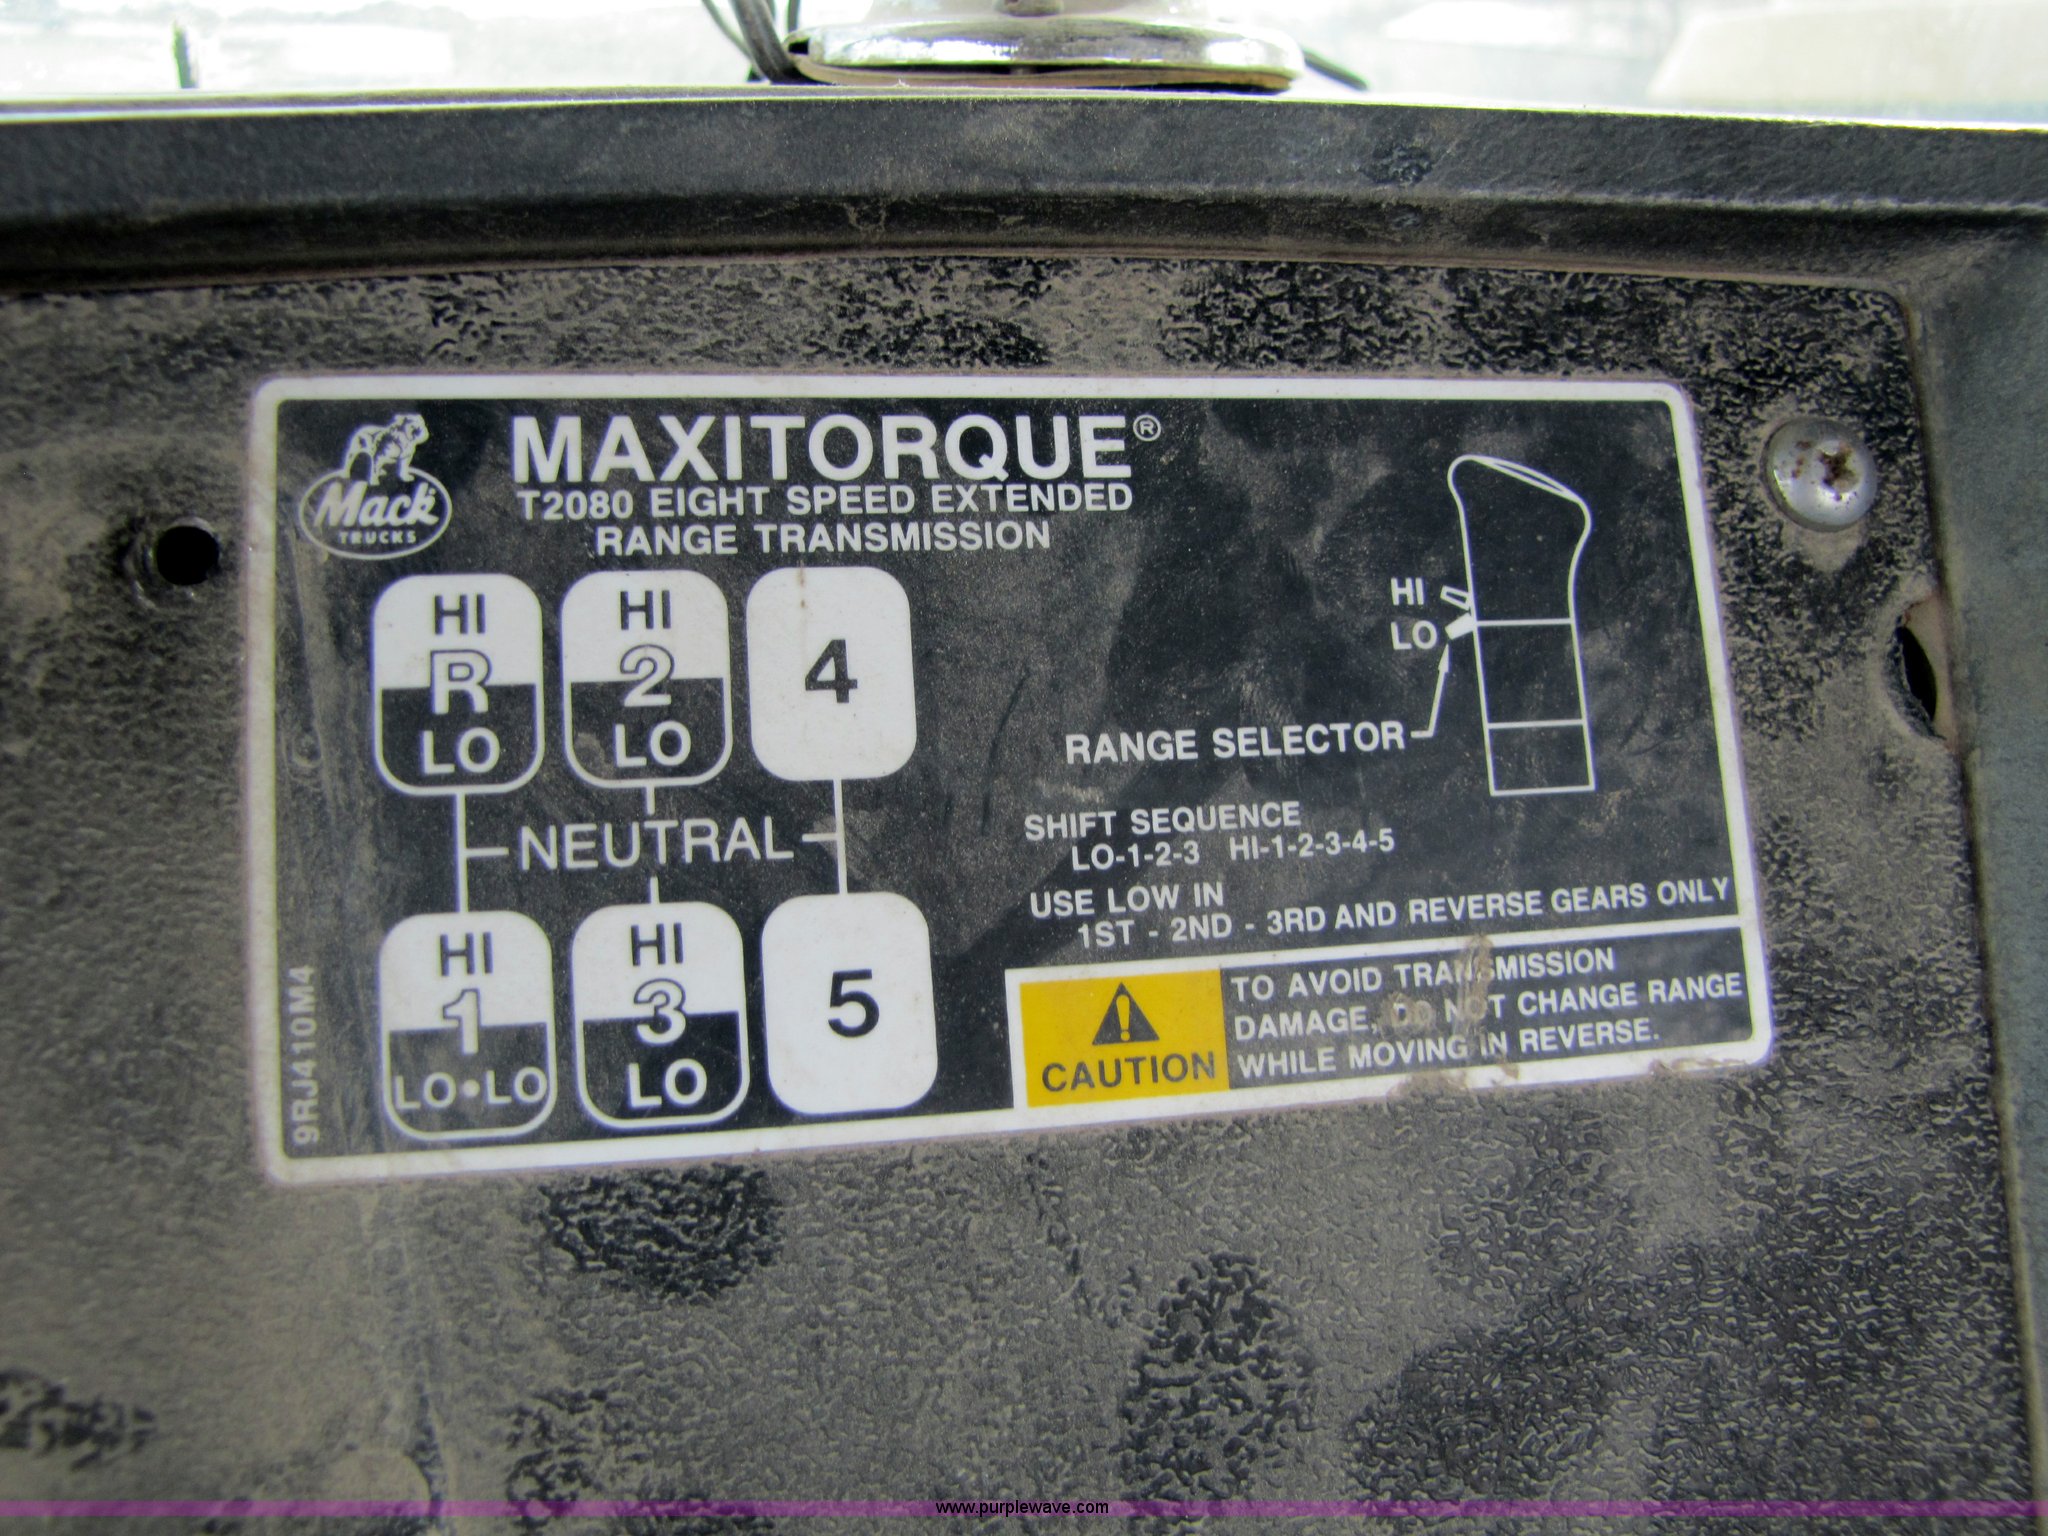 Mack
TRUCKS
MAXITORQUE®
T2080 EIGHT SPEED EXTENDED
RANGE TRANSMISSION
HI
R
LO
HI
2
LO
4
NEUTRAL
HI
1
LO•LO
HI
3
LO
5
9RJ410M4
HI
LO
RANGE SELECTOR
SHIFT SEQUENCE
LO-1-2-3 HI-1-2-3-4-5
USE LOW IN
1ST - 2ND - 3RD AND REVERSE GEARS ONLY
CAUTION
TO AVOID TRANSMISSION
DAMAGE, DO NOT CHANGE RANGE
WHILE MOVING IN REVERSE.
www.purplewave.com